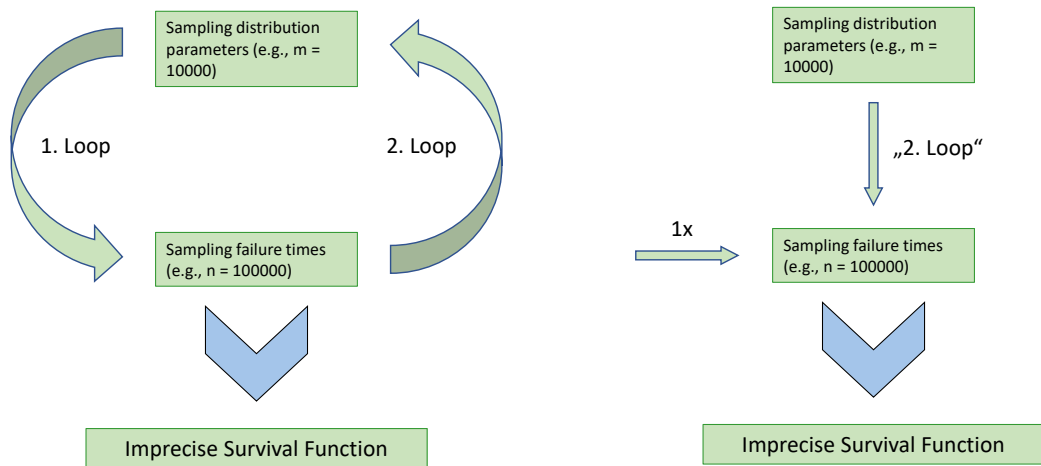 Sampling distribution
parameters (e.g., m =
10000)
1. Loop
2. Loop
Sampling failure times
(e.g., n = 100000)
Imprecise Survival Function
Sampling distribution
parameters (e.g., m =
10000)
„2. Loop“
1x
Sampling failure times
(e.g., n = 100000)
Imprecise Survival Function